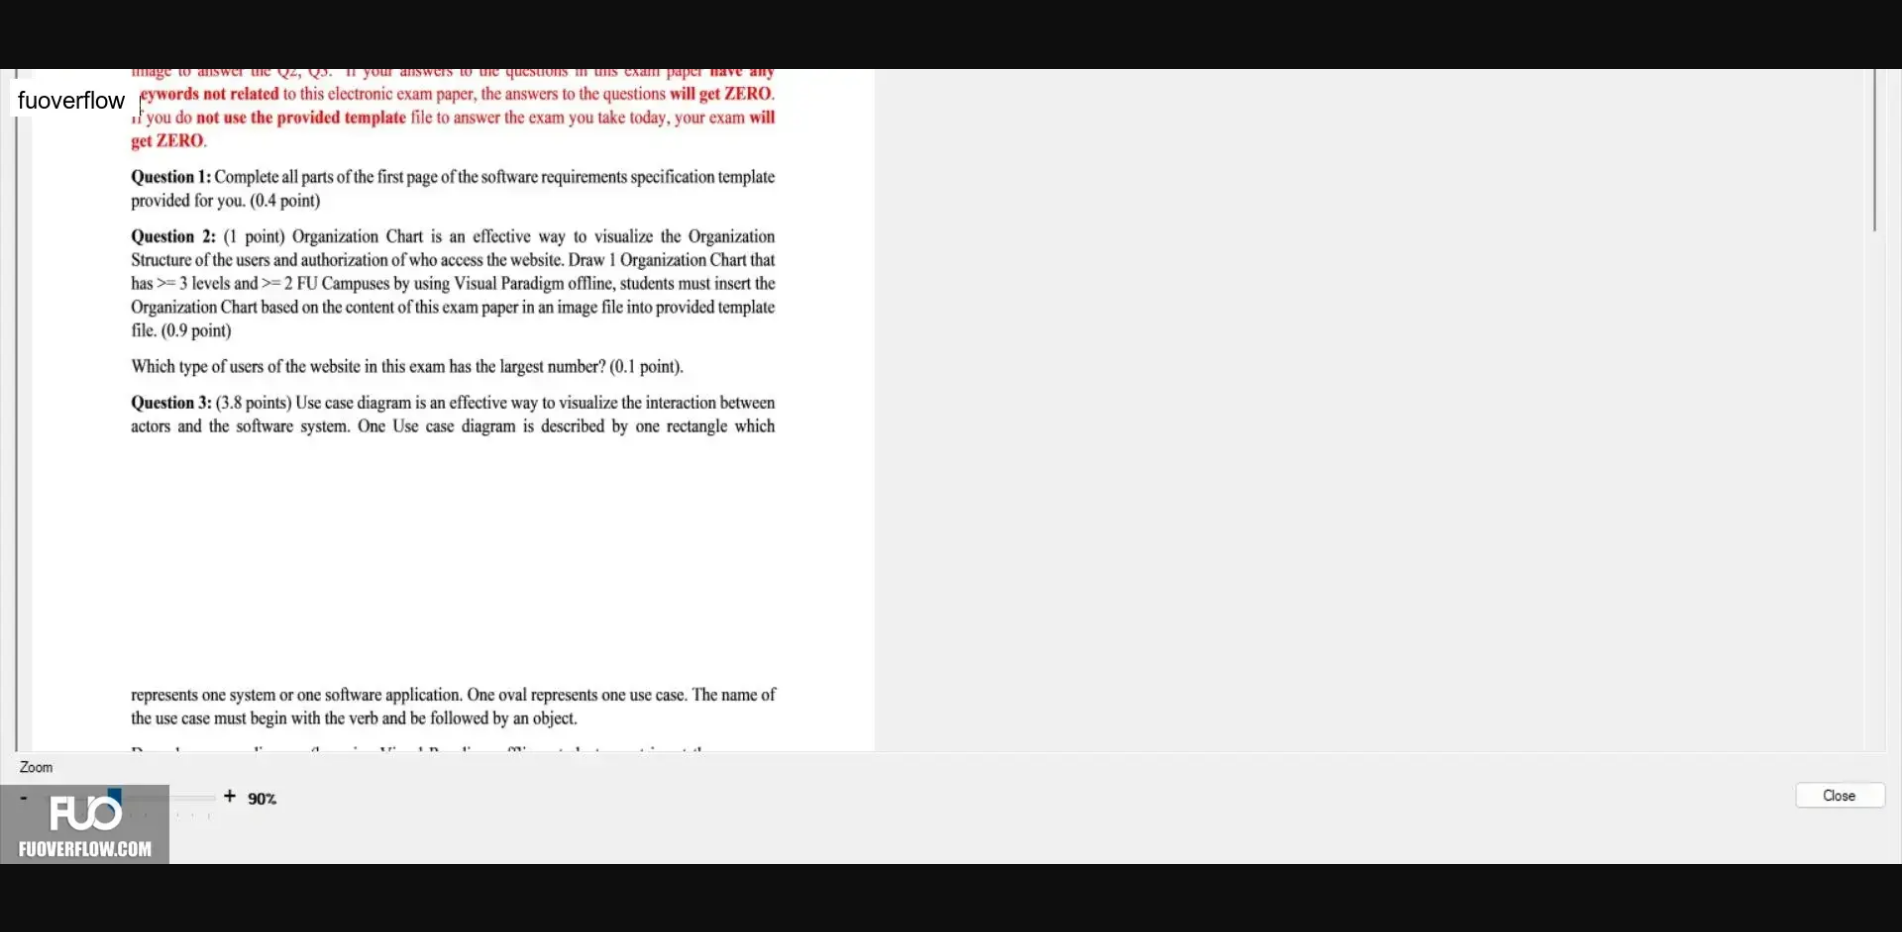 image to answer the Q2, Q3. If your answers to the questions in this exam paper have any
fuoverflow
eywords not related to this electronic exam paper, the answers to the questions will get ZERO.
If you do not use the provided template file to answer the exam you take today, your exam will
get ZERO.
Question 1: Complete all parts of the first page of the software requirements specification template
provided for you. (0.4 point)
Question 2: (1 point) Organization Chart is an effective way to visualize the Organization
Structure of the users and authorization of who access the website. Draw 1 Organization Chart that
has >= 3 levels and >= 2 FU Campuses by using Visual Paradigm offline, students must insert the
Organization Chart based on the content of this exam paper in an image file into provided template
file. (0.9 point)
Which type of users of the website in this exam has the largest number? (0.1 point).
Question 3: (3.8 points) Use case diagram is an effective way to visualize the interaction between
actors and the software system. One Use case diagram is described by one rectangle which
represents one system or one software application. One oval represents one use case. The name of
the use case must begin with the verb and be followed by an object.
Zoom
- + 90%
Close
FUO
FUOVERFLOW.COM